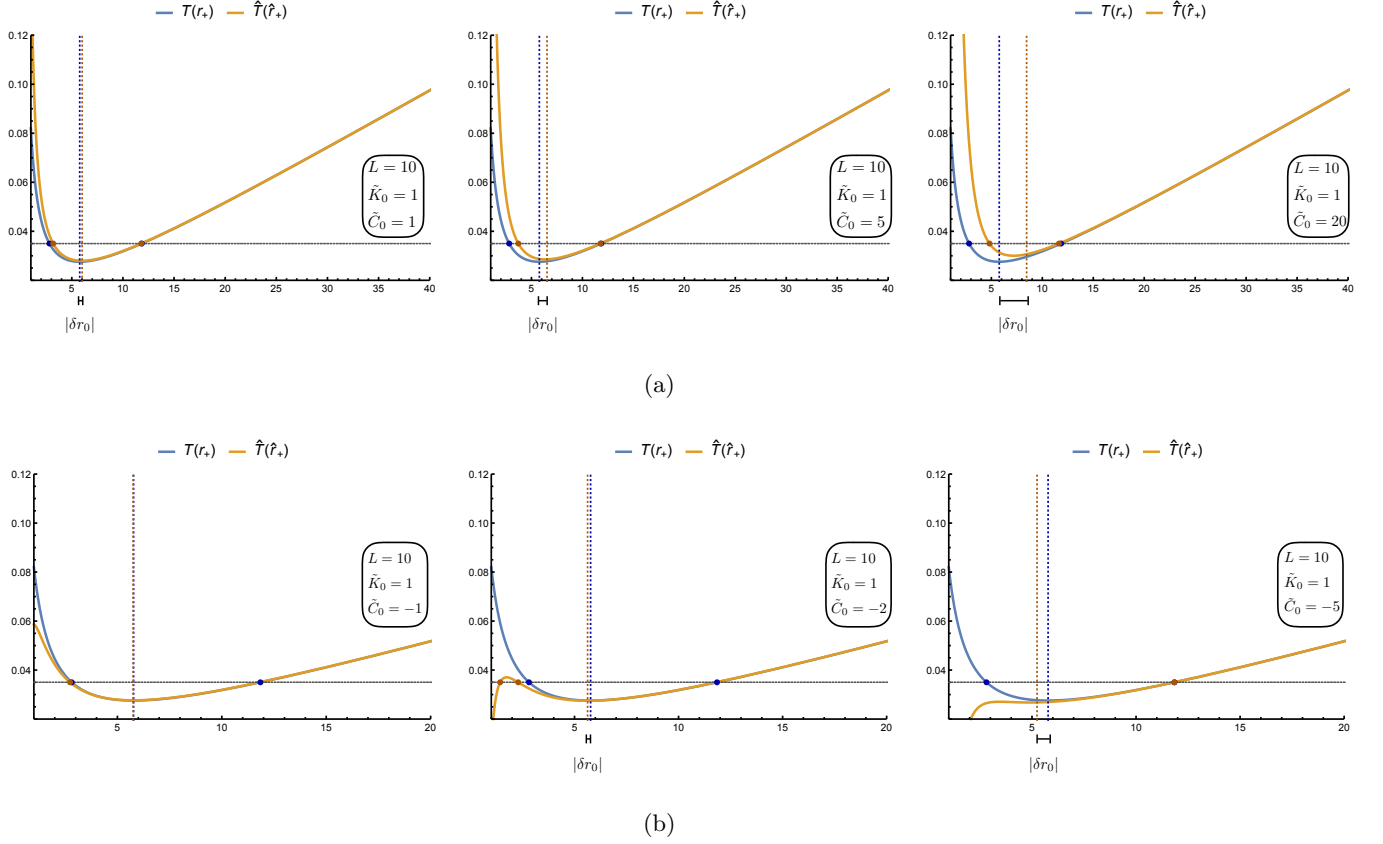 T(r₊) T̂(r̂₊)
T(r₊) T̂(r̂₊)
T(r₊) T̂(r̂₊)
0.12
0.10
0.08
0.06
0.04
5 10 15 20 25 30 35 40
L = 10
K̃₀ = 1
C̃₀ = 1
|δr₀|
0.12
0.10
0.08
0.06
0.04
5 10 15 20 25 30 35 40
L = 10
K̃₀ = 1
C̃₀ = 5
|δr₀|
0.12
0.10
0.08
0.06
0.04
5 10 15 20 25 30 35 40
L = 10
K̃₀ = 1
C̃₀ = 20
|δr₀|
(a)
T(r₊) T̂(r̂₊)
T(r₊) T̂(r̂₊)
T(r₊) T̂(r̂₊)
0.12
0.10
0.08
0.06
0.04
5 10 15 20
L = 10
K̃₀ = 1
C̃₀ = −1
0.12
0.10
0.08
0.06
0.04
5 10 15 20
L = 10
K̃₀ = 1
C̃₀ = −2
|δr₀|
0.12
0.10
0.08
0.06
0.04
5 10 15 20
L = 10
K̃₀ = 1
C̃₀ = −5
|δr₀|
(b)